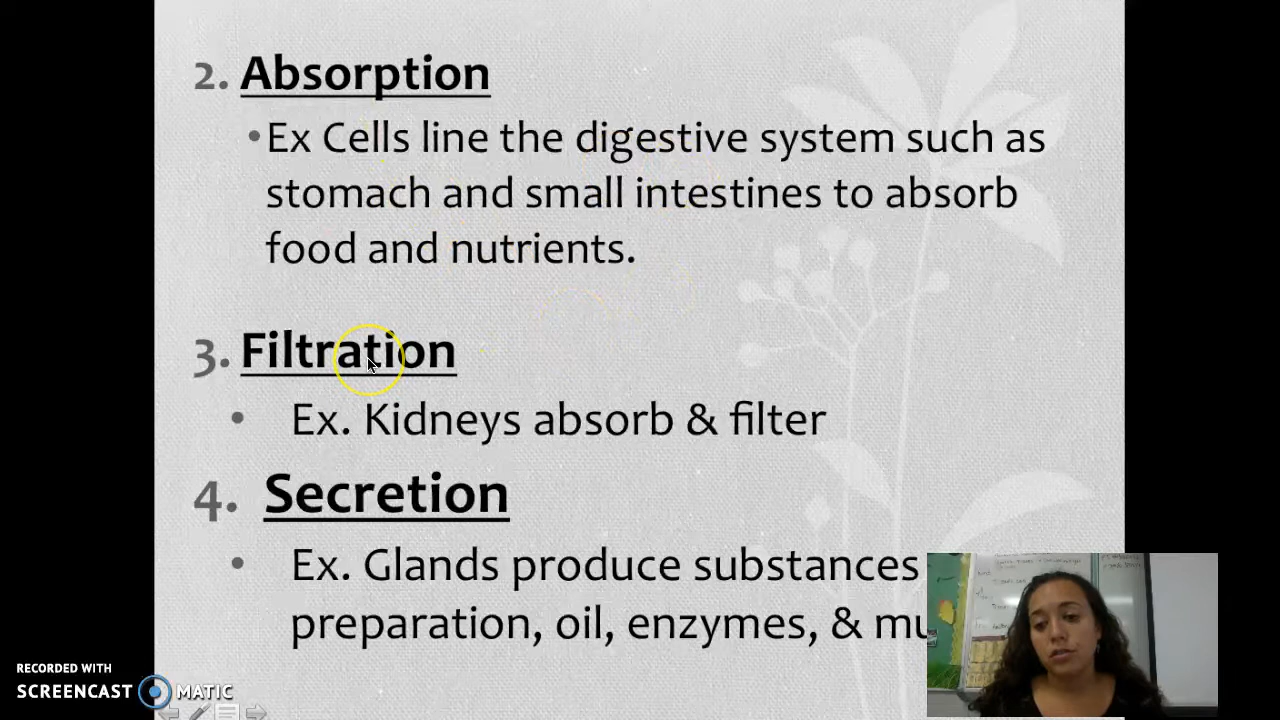 2. Absorption
•Ex Cells line the digestive system such as
stomach and small intestines to absorb
food and nutrients.
3. Filtration
• Ex. Kidneys absorb & filter
4. Secretion
• Ex. Glands produce substances
preparation, oil, enzymes, &
RECORDED WITH
SCREENCAST MATIC